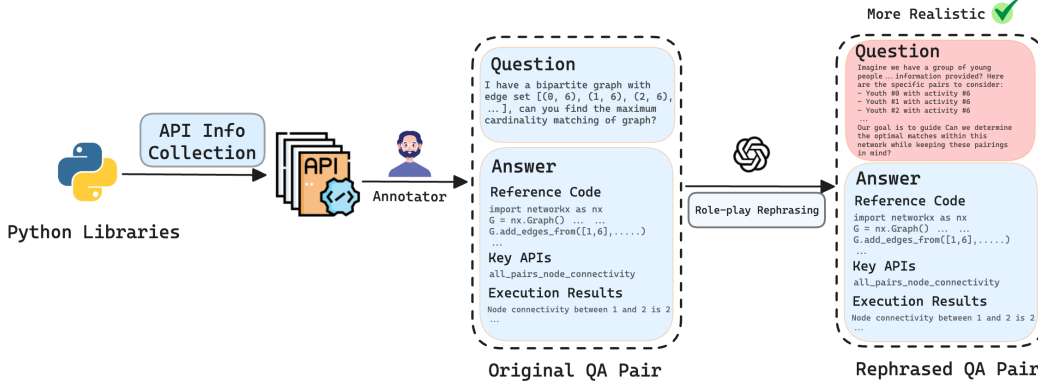 More Realistic
API Info
Collection
Python Libraries
API
Annotator
Question
I have a bipartite graph with
edge set [(0, 6), (1, 6), (2, 6),
...], can you find the maximum
cardinality matching of graph?
Answer
Reference Code
import networkx as nx
G = nx.Graph() ... ...
G.add_edges_from([1,6],.....)
...
Key APIs
all_pairs_node_connectivity
Execution Results
Node connectivity between 1 and 2 is 2
...
Original QA Pair
Role-play Rephrasing
Question
Imagine we have a group of young
people...information provided? Here
are the specific pairs to consider:
- Youth #0 with activity #6
- Youth #1 with activity #6
- Youth #2 with activity #6
...
Our goal is to guide Can we determine
the optimal matches within this
network while keeping these pairings
in mind?
Answer
Reference Code
import networkx as nx
G = nx.Graph() ... ...
G.add_edges_from([1,6],.....)
...
Key APIs
all_pairs_node_connectivity
Execution Results
Node connectivity between 1 and 2 is 2
...
Rephrased QA Pair